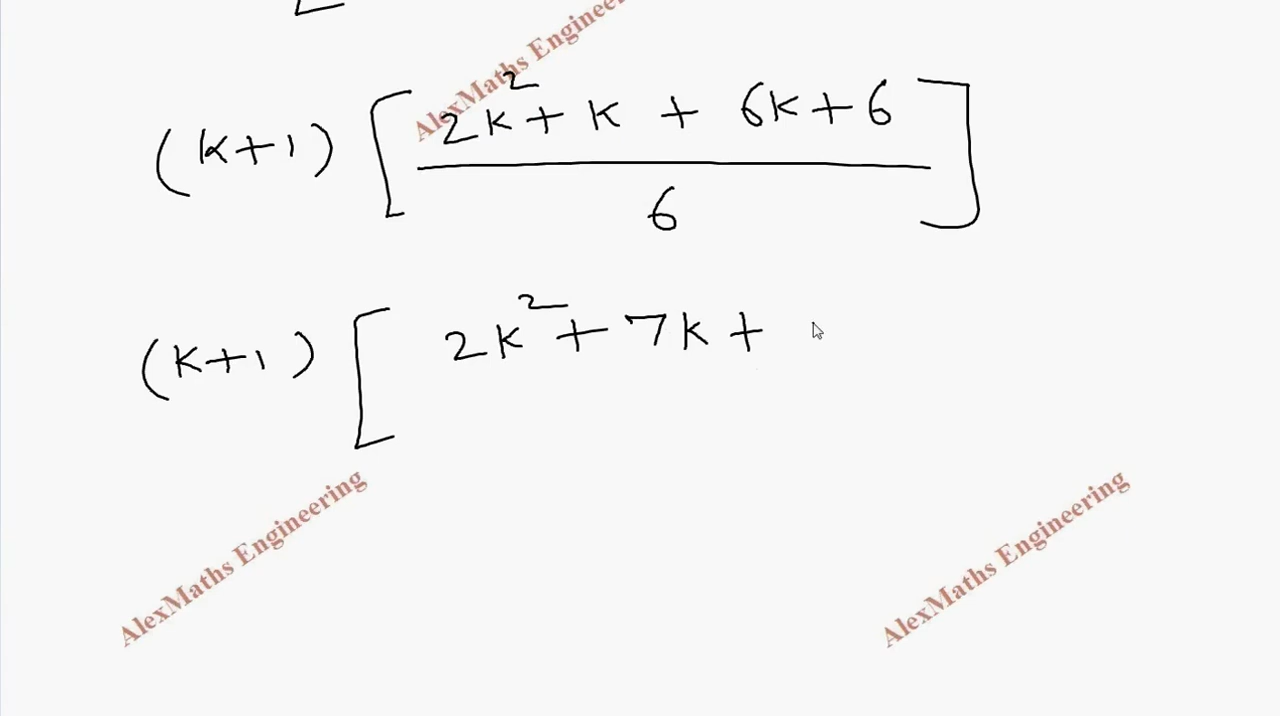 AlexMaths Engineering
(k+1) [ (2k² + k + 6k + 6) / 6 ]
(k+1) [ 2k² + 7k +
AlexMaths Engineering
AlexMaths Engineering